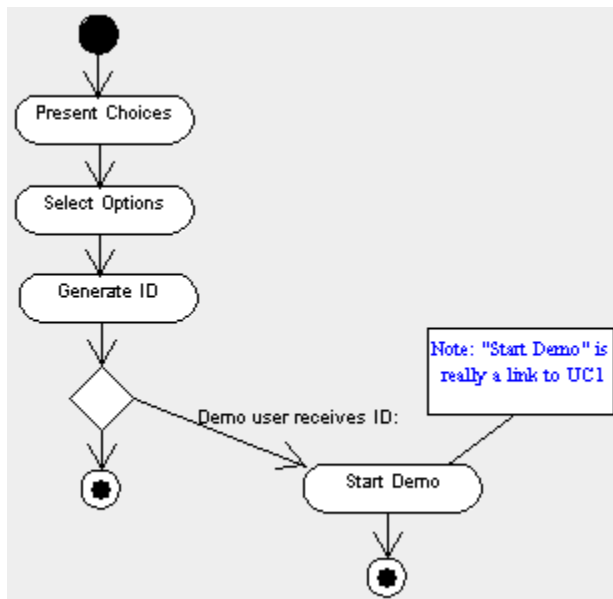 Present Choices
Select Options
Generate ID
Note: "Start Demo" is
really a link to UC1
Demo user receives ID:
Start Demo